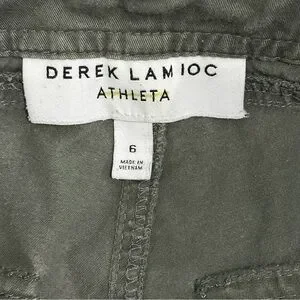 DEREK LAM 10C
ATHLETA
6
MADE IN
VIETNAM